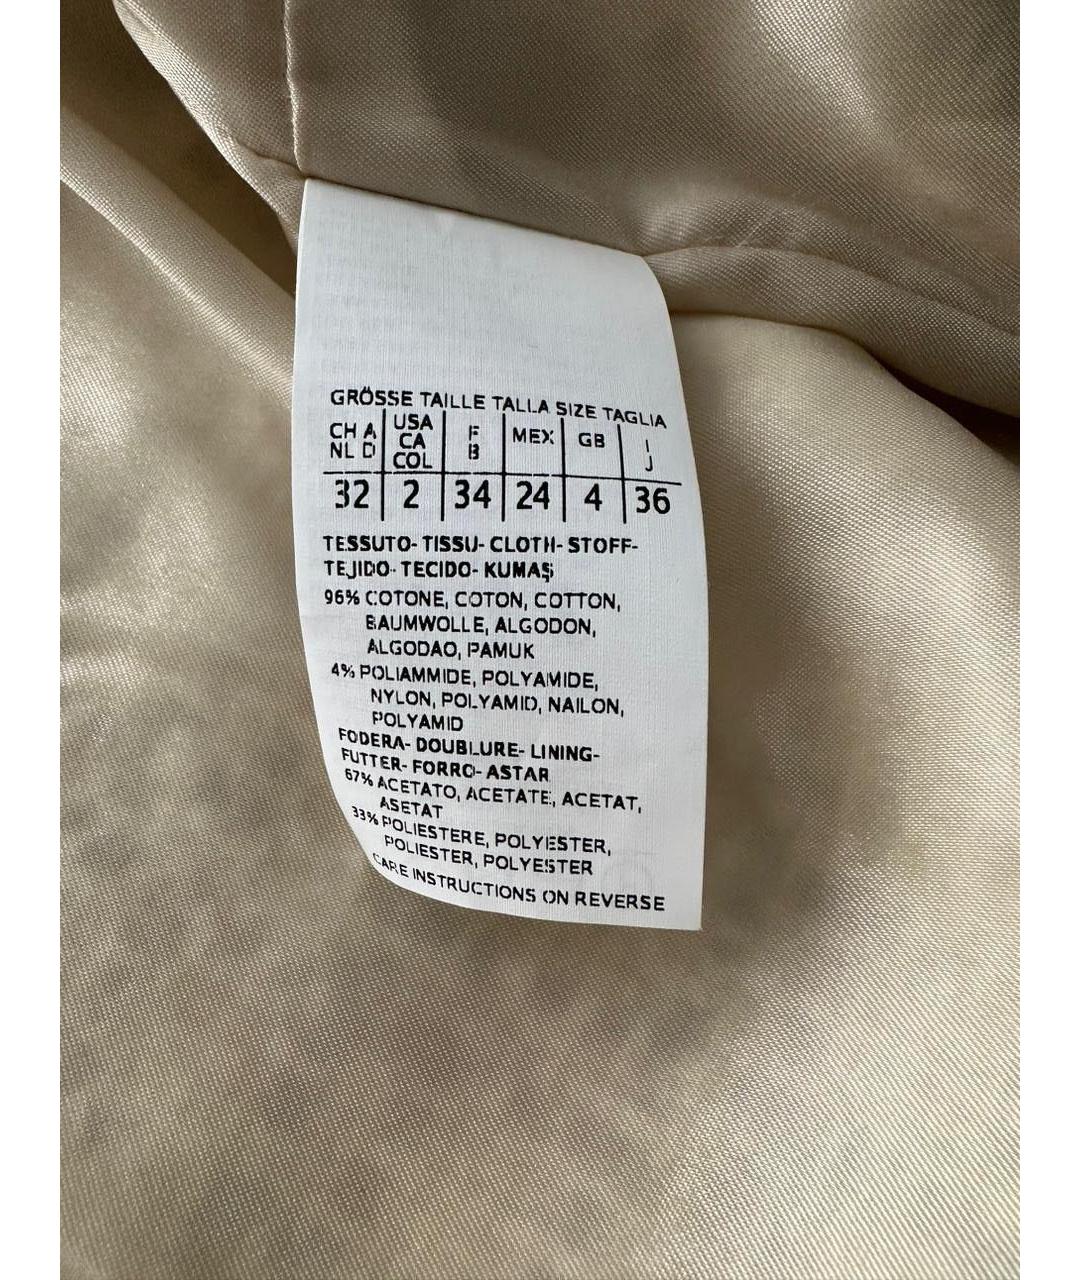 GRÖSSE TAILLE TALLA SIZE TAGLIA
CH A USA F MEX GB I
NL D CA B J
COL
32 2 34 24 4 36
TESSUTO- TISSU- CLOTH- STOFF-
TEJIDO- TECIDO- KUMAŞ
96% COTONE, COTON, COTTON,
BAUMWOLLE, ALGODON,
ALGODAO, PAMUK
4% POLIAMMIDE, POLYAMIDE,
NYLON, POLYAMID, NAILON,
POLYAMID
FODERA- DOUBLURE- LINING-
FUTTER- FORRO- ASTAR
67% ACETATO, ACETATE, ACETAT,
ASETAT
33% POLIESTERE, POLYESTER,
POLIESTER, POLYESTER
CARE INSTRUCTIONS ON REVERSE